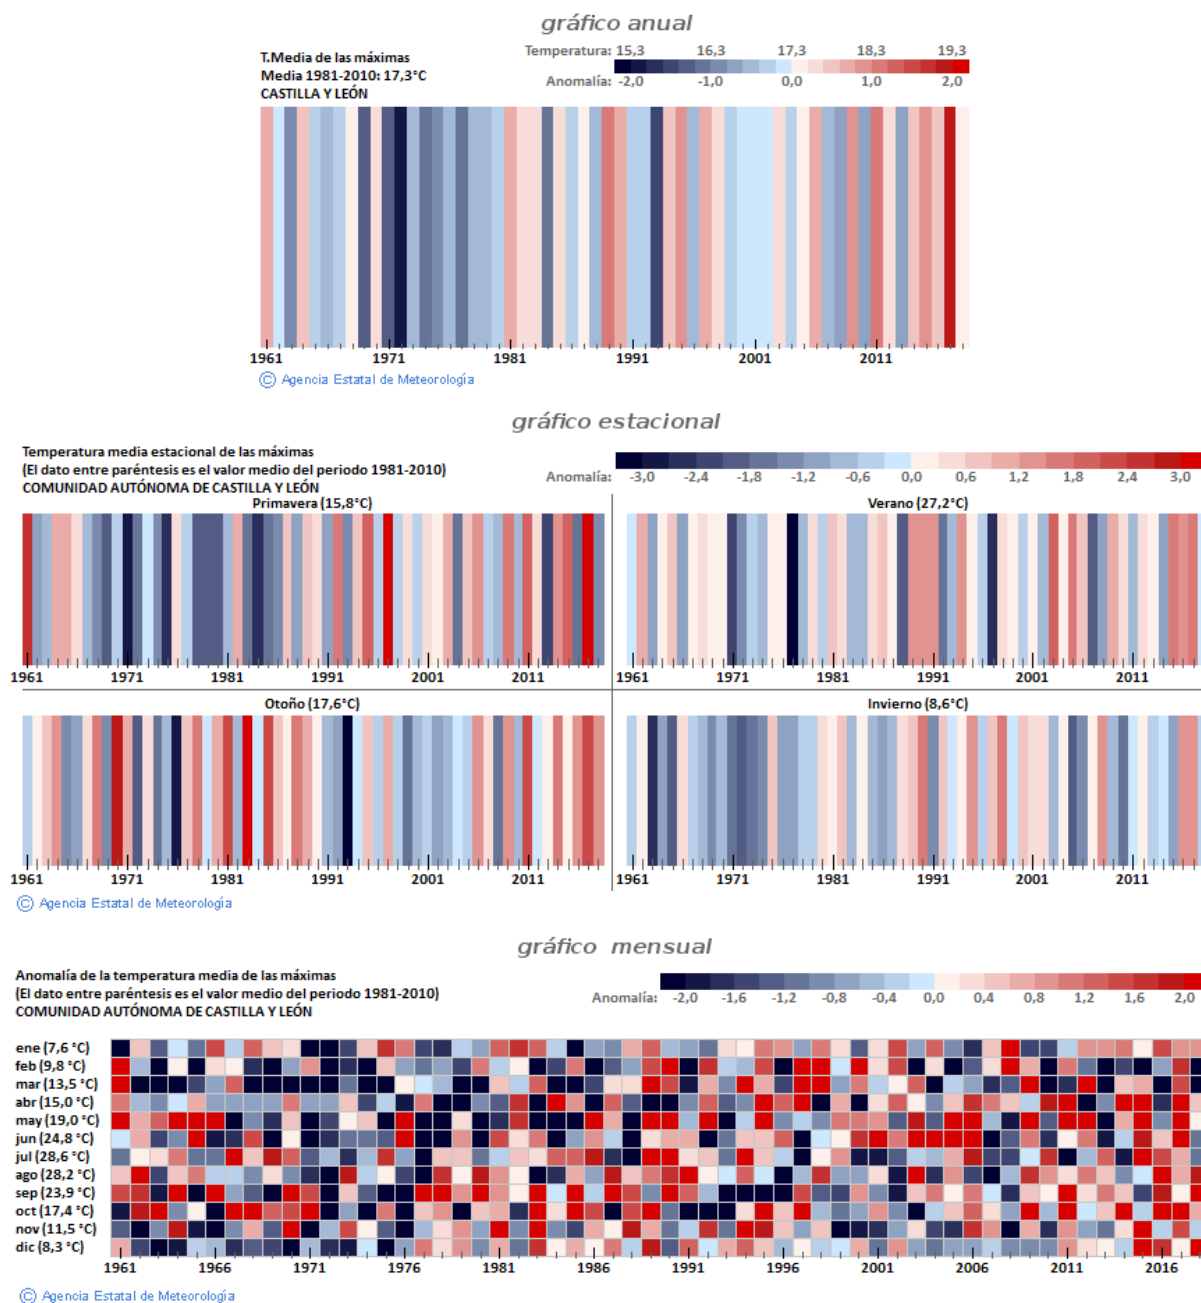 gráfico anual
T.Media de las máximas
Media 1981-2010: 17,3°C
CASTILLA Y LEÓN
Temperatura: 15,3 16,3 17,3 18,3 19,3
Anomalía: -2,0 -1,0 0,0 1,0 2,0
1961 1971 1981 1991 2001 2011
© Agencia Estatal de Meteorología
gráfico estacional
Temperatura media estacional de las máximas
(El dato entre paréntesis es el valor medio del periodo 1981-2010)
COMUNIDAD AUTÓNOMA DE CASTILLA Y LEÓN
Anomalía: -3,0 -2,4 -1,8 -1,2 -0,6 0,0 0,6 1,2 1,8 2,4 3,0
Primavera (15,8°C) Verano (27,2°C)
1961 1971 1981 1991 2001 2011 1961 1971 1981 1991 2001 2011
Otoño (17,6°C) Invierno (8,6°C)
1961 1971 1981 1991 2001 2011 1961 1971 1981 1991 2001 2011
© Agencia Estatal de Meteorología
gráfico mensual
Anomalía de la temperatura media de las máximas
(El dato entre paréntesis es el valor medio del periodo 1981-2010)
COMUNIDAD AUTÓNOMA DE CASTILLA Y LEÓN
Anomalía: -2,0 -1,6 -1,2 -0,8 -0,4 0,0 0,4 0,8 1,2 1,6 2,0
ene (7,6 °C)
feb (9,8 °C)
mar (13,5 °C)
abr (15,0 °C)
may (19,0 °C)
jun (24,8 °C)
jul (28,6 °C)
ago (28,2 °C)
sep (23,9 °C)
oct (17,4 °C)
nov (11,5 °C)
dic (8,3 °C)
1961 1966 1971 1976 1981 1986 1991 1996 2001 2006 2011 2016
© Agencia Estatal de Meteorología